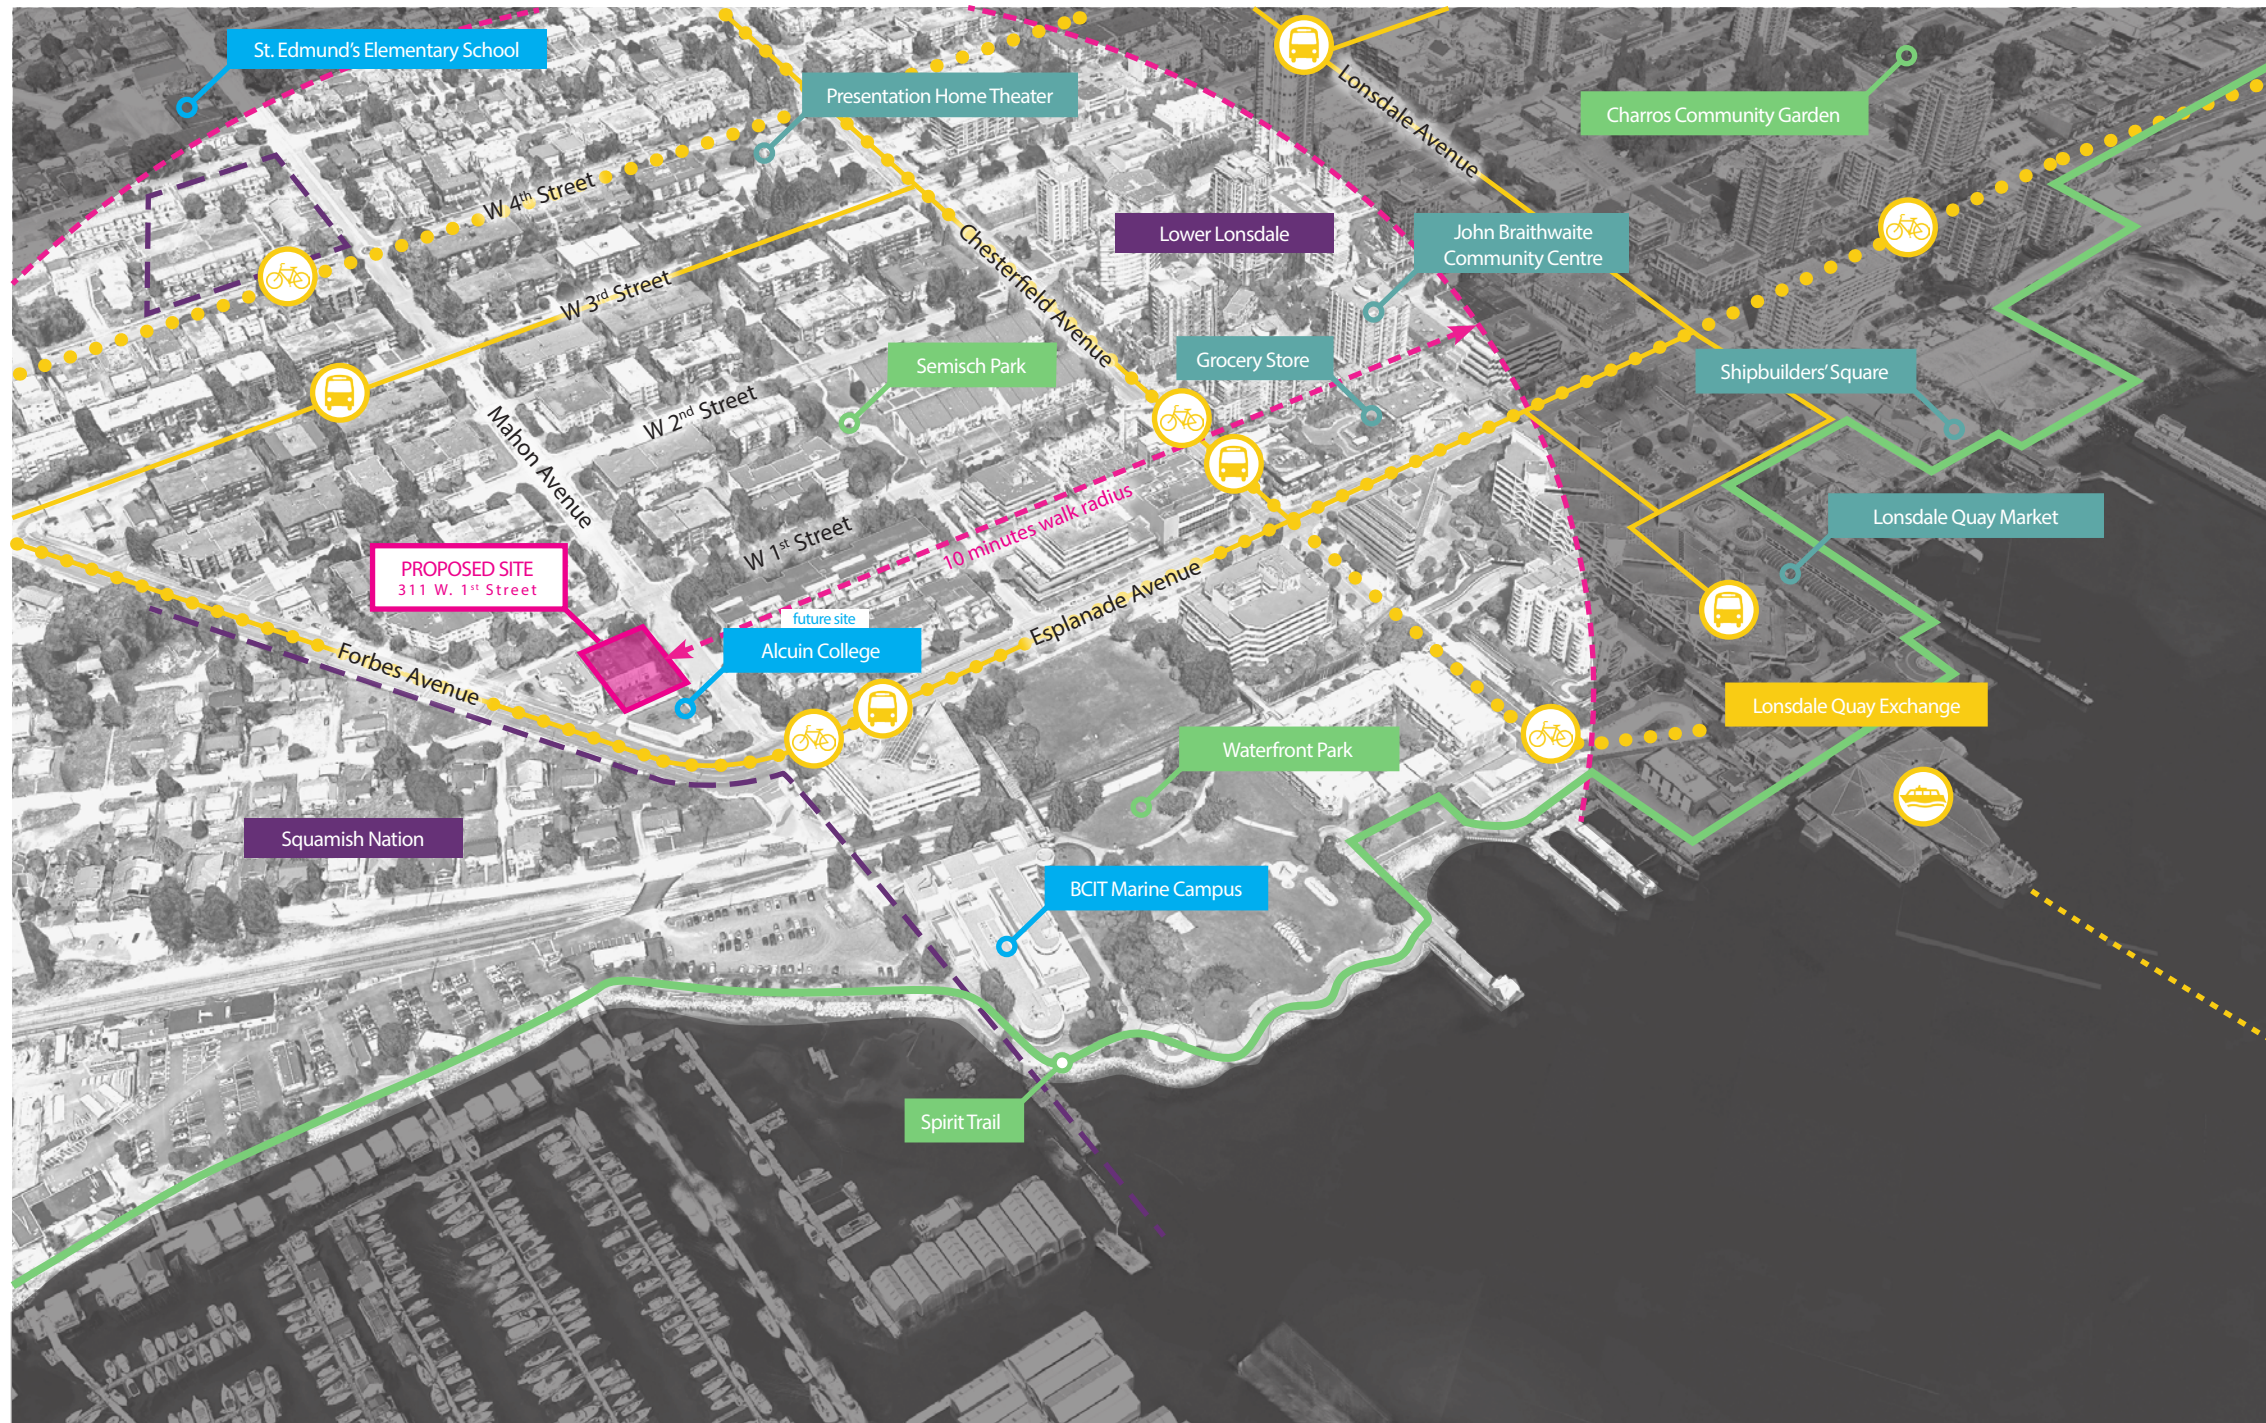 St. Edmund's Elementary School
Presentation Home Theater
Lonsdale Avenue
Charros Community Garden
W 4th Street
Lower Lonsdale
John Braithwaite
Community Centre
W 3rd Street
Chesterfield Avenue
Semisch Park
Grocery Store
Shipbuilders' Square
W 2nd Street
Mahon Avenue
Lonsdale Quay Market
10 minutes walk radius
W 1st Street
PROPOSED SITE
311 W. 1st Street
future site
Alcuin College
Esplanade Avenue
Forbes Avenue
Lonsdale Quay Exchange
Waterfront Park
Squamish Nation
BCIT Marine Campus
Spirit Trail